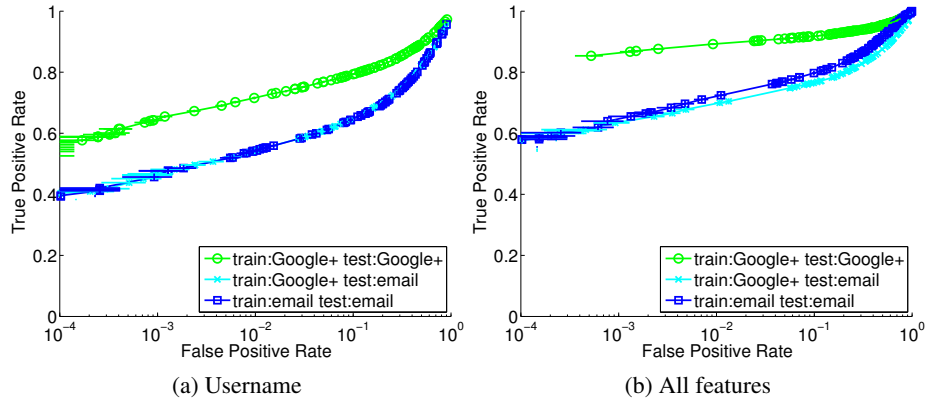 True Positive Rate
1
0.8
0.6
0.4
0.2
0
10^-4
10^-3
10^-2
10^-1
10^0
False Positive Rate
train:Google+ test:Google+
train:Google+ test:email
train:email test:email
(a) Username
True Positive Rate
1
0.8
0.6
0.4
0.2
0
10^-4
10^-3
10^-2
10^-1
10^0
False Positive Rate
train:Google+ test:Google+
train:Google+ test:email
train:email test:email
(b) All features